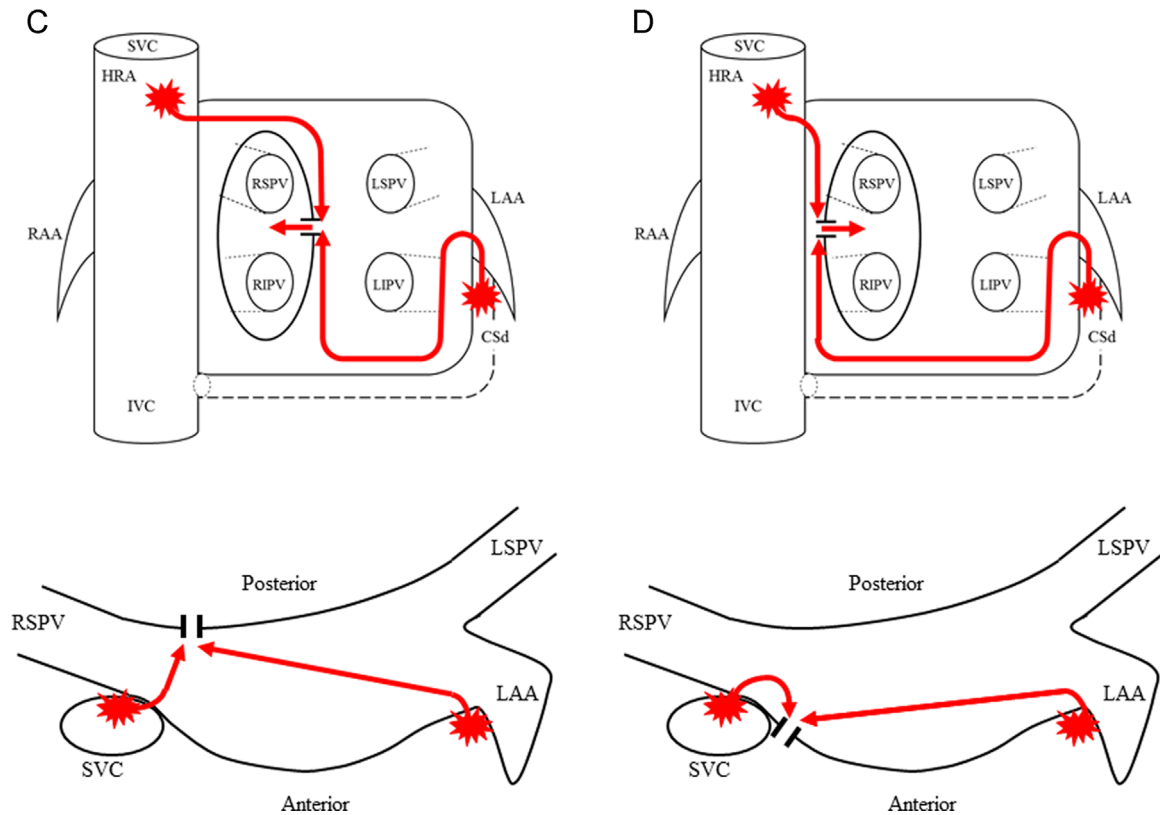 C
SVC
HRA
RSPV
LSPV
LAA
RAA
RIPV
LIPV
CSd
IVC
D
SVC
HRA
RSPV
LSPV
LAA
RAA
RIPV
LIPV
CSd
IVC
LSPV
Posterior
RSPV
LAA
SVC
Anterior
LSPV
Posterior
RSPV
LAA
SVC
Anterior